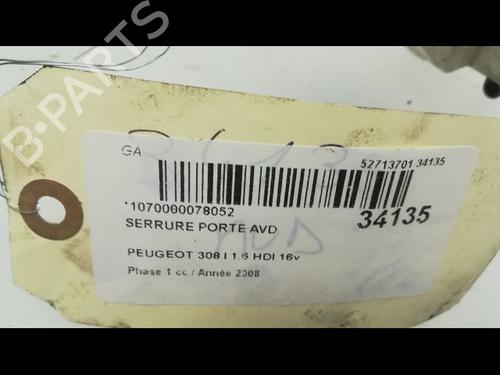 B-PARTS
GA
52713701 34135
*1070000078052
34135
SERRURE PORTE AVD
AVD
PEUGEOT 308 I 1.6 HDI 16v
Phase 1 cc / Année 2008